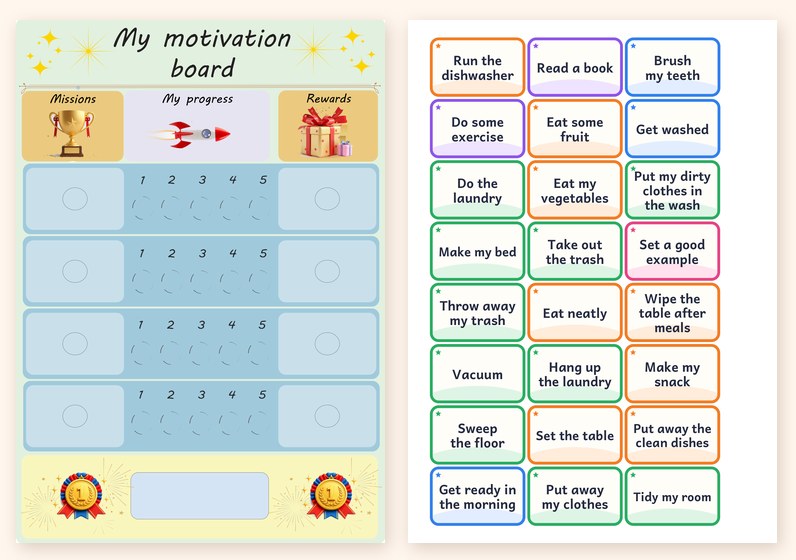 My motivation
board
Missions
My progress
Rewards
1 2 3 4 5
1 2 3 4 5
1 2 3 4 5
1 2 3 4 5
1
1
Run the
dishwasher
Read a book
Brush
my teeth
Do some
exercise
Eat some
fruit
Get washed
Do the
laundry
Eat my
vegetables
Put my dirty
clothes in
the wash
Make my bed
Take out
the trash
Set a good
example
Throw away
my trash
Eat neatly
Wipe the
table after
meals
Vacuum
Hang up
the laundry
Make my
snack
Sweep
the floor
Set the table
Put away the
clean dishes
Get ready in
the morning
Put away
my clothes
Tidy my room